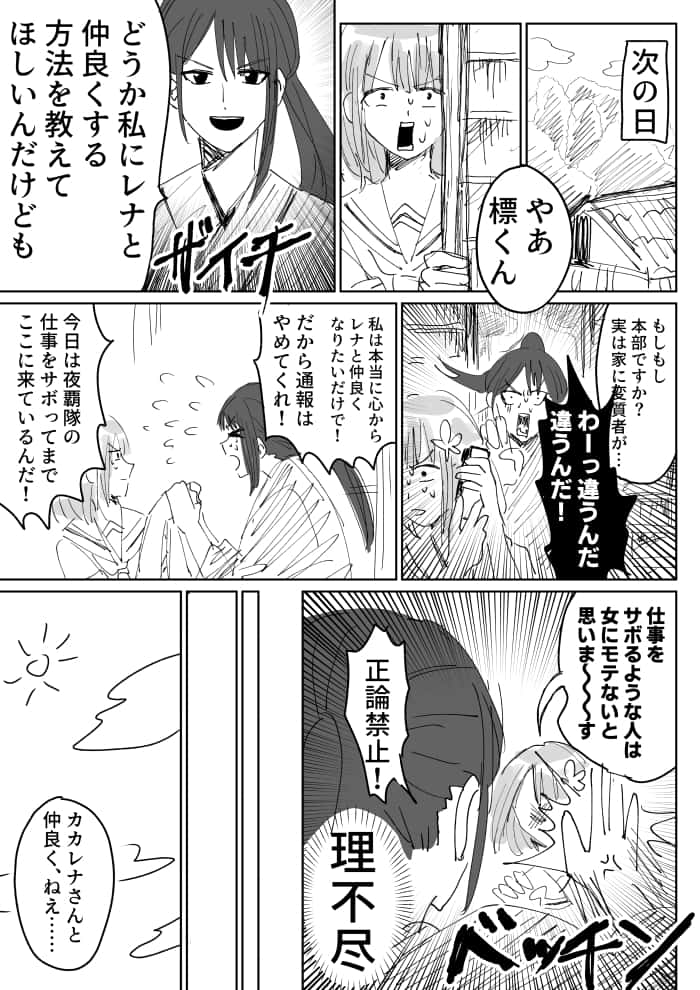 次の日
やあ
標くん
どうか私にレナと
仲良くする
方法を教えて
ほしいんだけども
ザイチ
もしもし
本部ですか?
実は家に変質者が…
わーっ違うんだ
違うんだ!
私は本当に心から
レナと仲良く
なりたいだけで!
だから通報は
やめてくれ!
今日は夜覇隊の
仕事をサボってまで
ここに来ているんだ!
仕事を
サボるような人は
女にモテないと
思いま〜〜〜す
正論禁止!
理不尽
ベッチン
カカレナさんと
仲良く、ねえ……